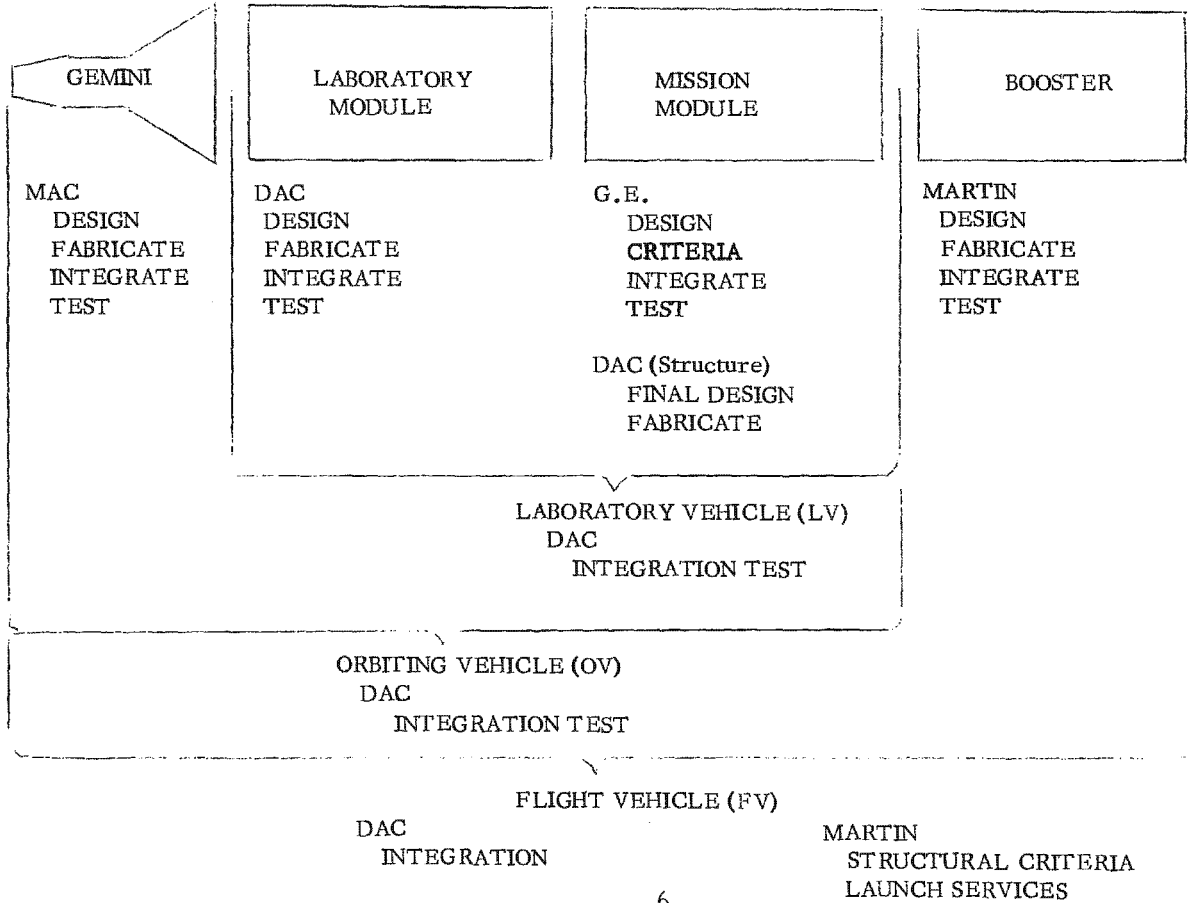 GEMINI
LABORATORY
MODULE
MISSION
MODULE
BOOSTER
MAC
DESIGN
FABRICATE
INTEGRATE
TEST
DAC
DESIGN
FABRICATE
INTEGRATE
TEST
G.E.
DESIGN
CRITERIA
INTEGRATE
TEST
DAC (Structure)
FINAL DESIGN
FABRICATE
MARTIN
DESIGN
FABRICATE
INTEGRATE
TEST
LABORATORY VEHICLE (LV)
DAC
INTEGRATION TEST
ORBITING VEHICLE (OV)
DAC
INTEGRATION TEST
FLIGHT VEHICLE (FV)
DAC
INTEGRATION
MARTIN
STRUCTURAL CRITERIA
LAUNCH SERVICES
6